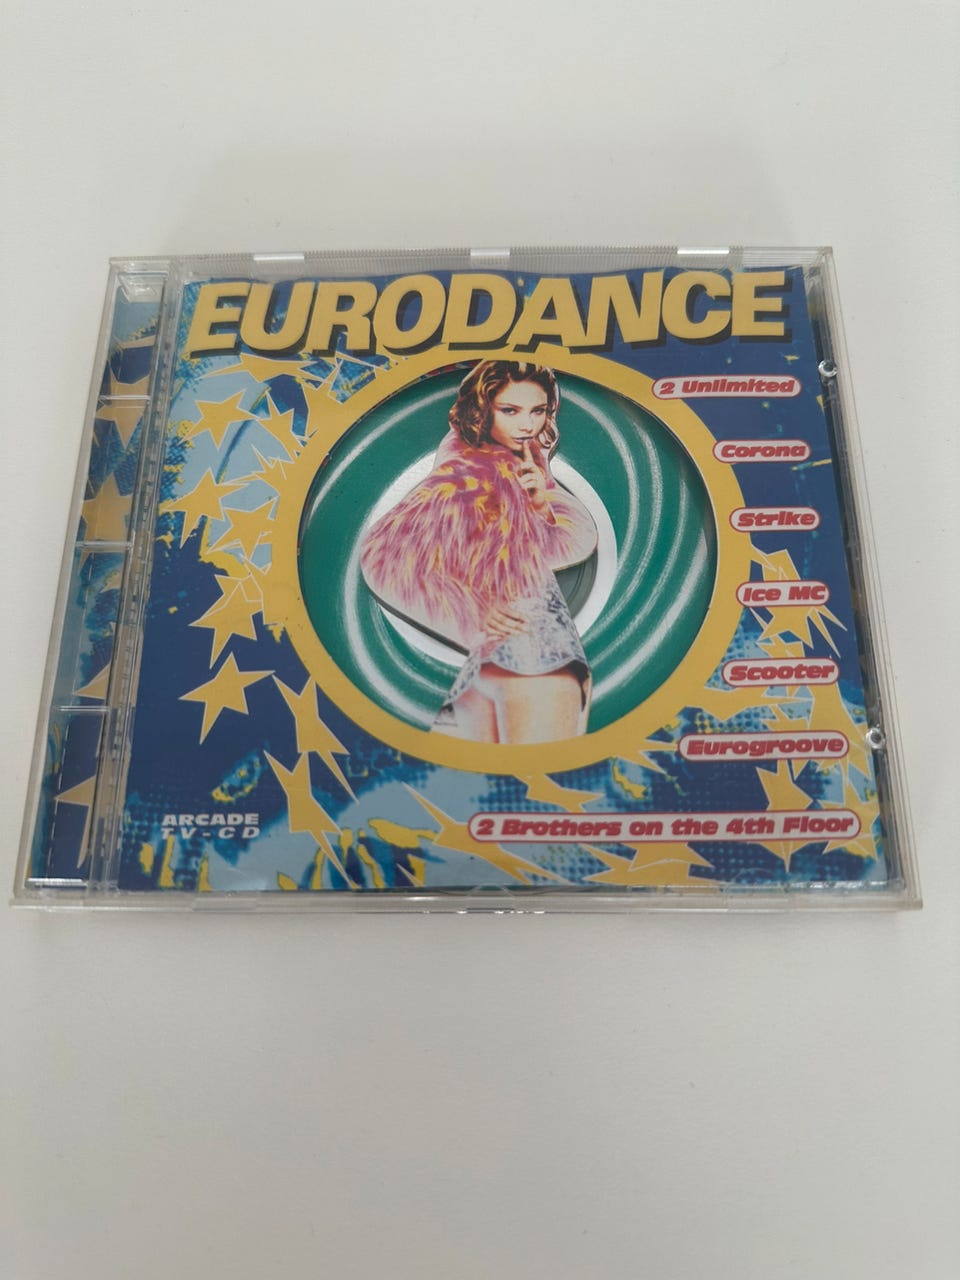 EURODANCE
2 Unlimited
Corona
Strike
Ice MC
Scooter
Eurogroove
2 Brothers on the 4th Floor
ARCADE
TV-CD